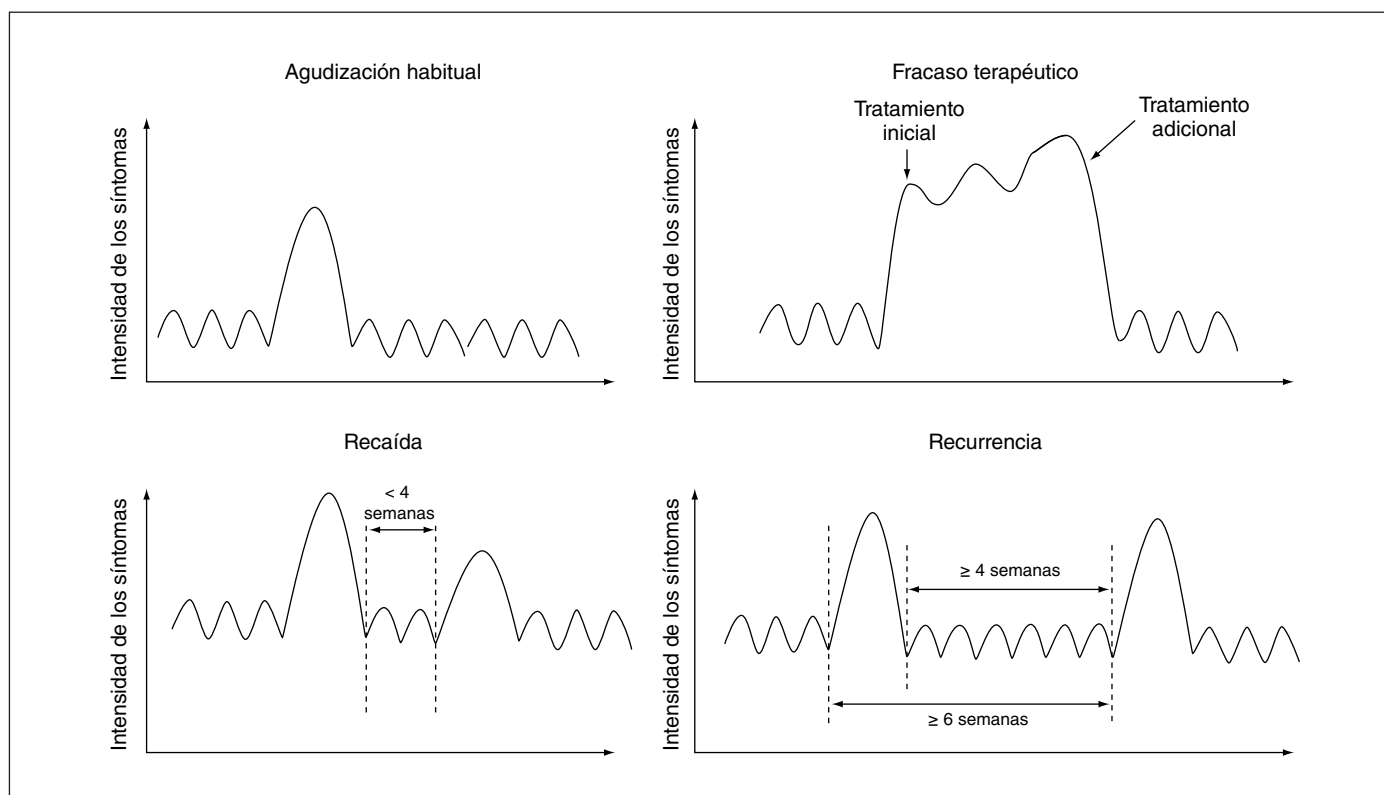 Agudización habitual
Intensidad de los síntomas
Fracaso terapéutico
Tratamiento
inicial
Tratamiento
adicional
Intensidad de los síntomas
Recaída
< 4
semanas
Intensidad de los síntomas
Recurrencia
≥ 4 semanas
≥ 6 semanas
Intensidad de los síntomas